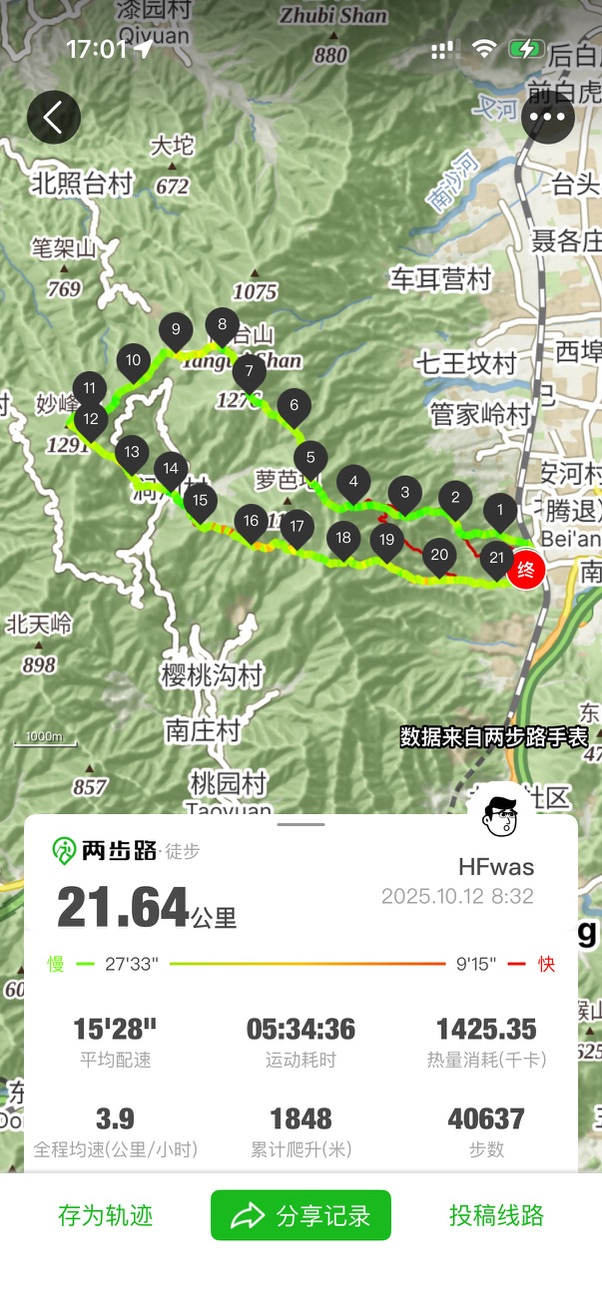 漆园村
Qiyuan
Zhubi Shan
880
17:01
后白虎
前白虎
大坨
672
北照台村
南沙河
台头
聂各庄
笔架山
769
1075
车耳营村
9
8
台山
Yangtai Shan
西埠
10
7
七王坟村
11
6
管家岭村
12
1291
13
5
安河村
14
4
3
2
1
腾退）
Bei'an
15
16
17
18
19
20
21
终
南
北天岭
898
樱桃沟村
南庄村
1000m
数据来自两步路手表
857
桃园村
Taoyuan
两步路·徒步
HFwas
21.64公里
2025.10.12 8:32
慢
27'33"
9'15"
快
15'28"
05:34:36
1425.35
平均配速
运动耗时
热量消耗(千卡)
3.9
1848
40637
全程均速(公里/小时)
累计爬升(米)
步数
存为轨迹
分享记录
投稿线路